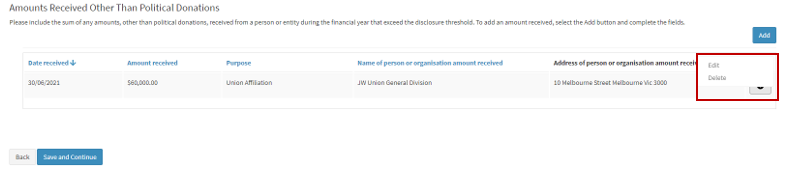 Amounts Received Other Than Political Donations
Please include the sum of any amounts, other than political donations, received from a person or entity during the financial year that exceed the disclosure threshold. To add an amount received, select the Add button and complete the fields.
Add
Date received Amount received Purpose Name of person or organisation amount received Address of person or organisation amount recei
Edit
Delete
30/06/2021 $60,000.00 Union Affiliation JW Union General Division 10 Melbourne Street Melbourne Vic 3000
Back Save and Continue